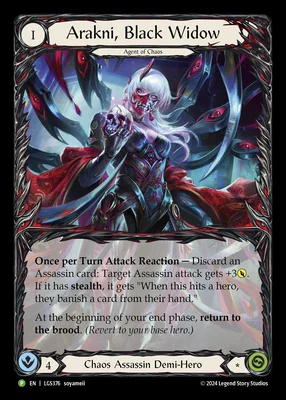 I
Arakni, Black Widow
Agent of Chaos
Once per Turn Attack Reaction — Discard an
Assassin card: Target Assassin attack gets +3.
If it has stealth, it gets "When this hits a hero,
they banish a card from their hand."
At the beginning of your end phase, return to
the brood. (Revert to your base hero.)
4
Chaos Assassin Demi-Hero
*
P EN | LGS376 soyameii
© 2024 Legend Story Studios